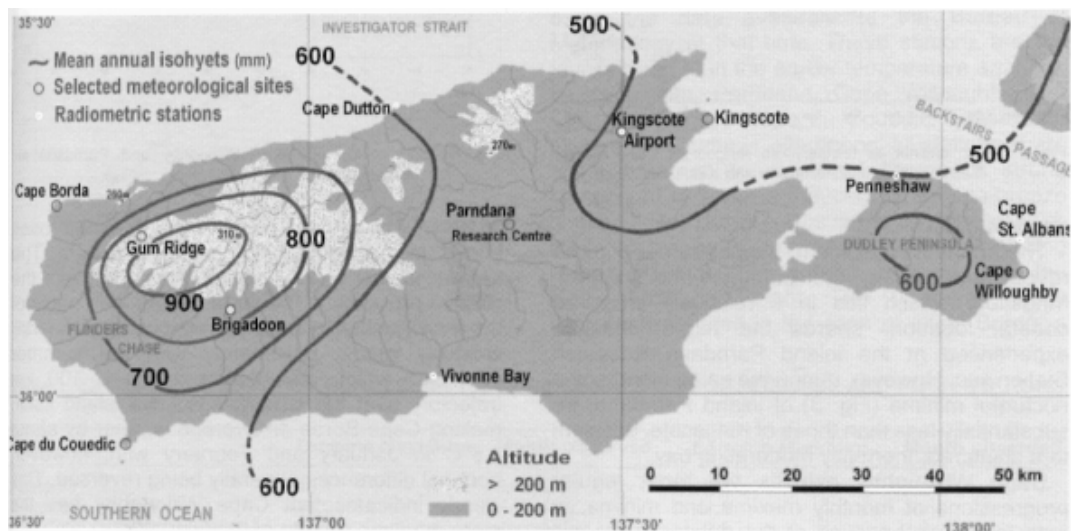 35°30'
INVESTIGATOR STRAIT
500
600
Mean annual isohyets (mm)
Selected meteorological sites
Radiometric stations
Cape Dutton
Kingscote
Airport
Kingscote
BACKSTAIRS
PASSAGE
500
270m
Cape Borda
280m
Penneshaw
Parndana
Research Centre
Cape
St. Albans
800
310m
Gum Ridge
DUDLEY PENINSULA
600
Cape
Willoughby
900
Brigadoon
FLINDERS
CHASE
700
Vivonne Bay
36°00'
Cape du Couedic
600
Altitude
> 200 m
0 - 200 m
0 10 20 30 40 50 km
36°30'
SOUTHERN OCEAN
137°00
137°30'
138°00'